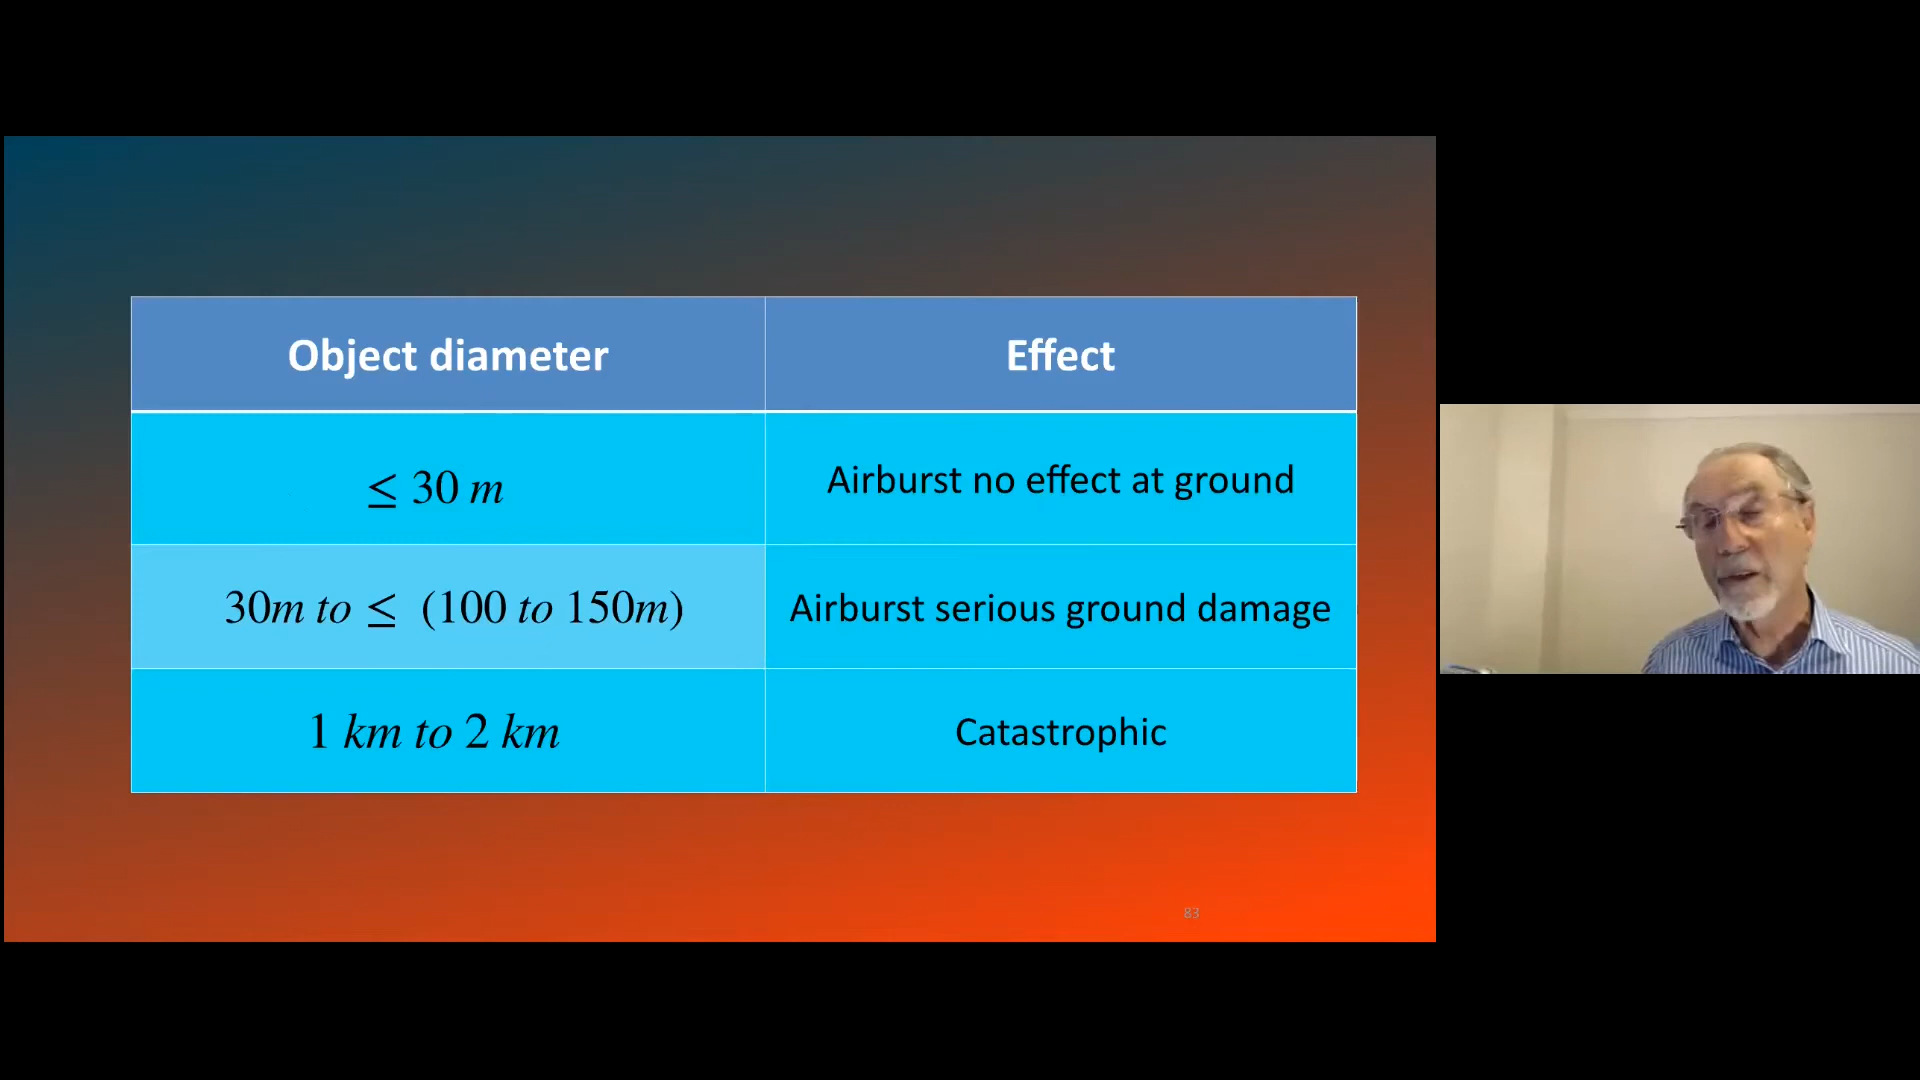 Object diameter
Effect
≤ 30 m
Airburst no effect at ground
30m to ≤ (100 to 150m)
Airburst serious ground damage
1 km to 2 km
Catastrophic
83